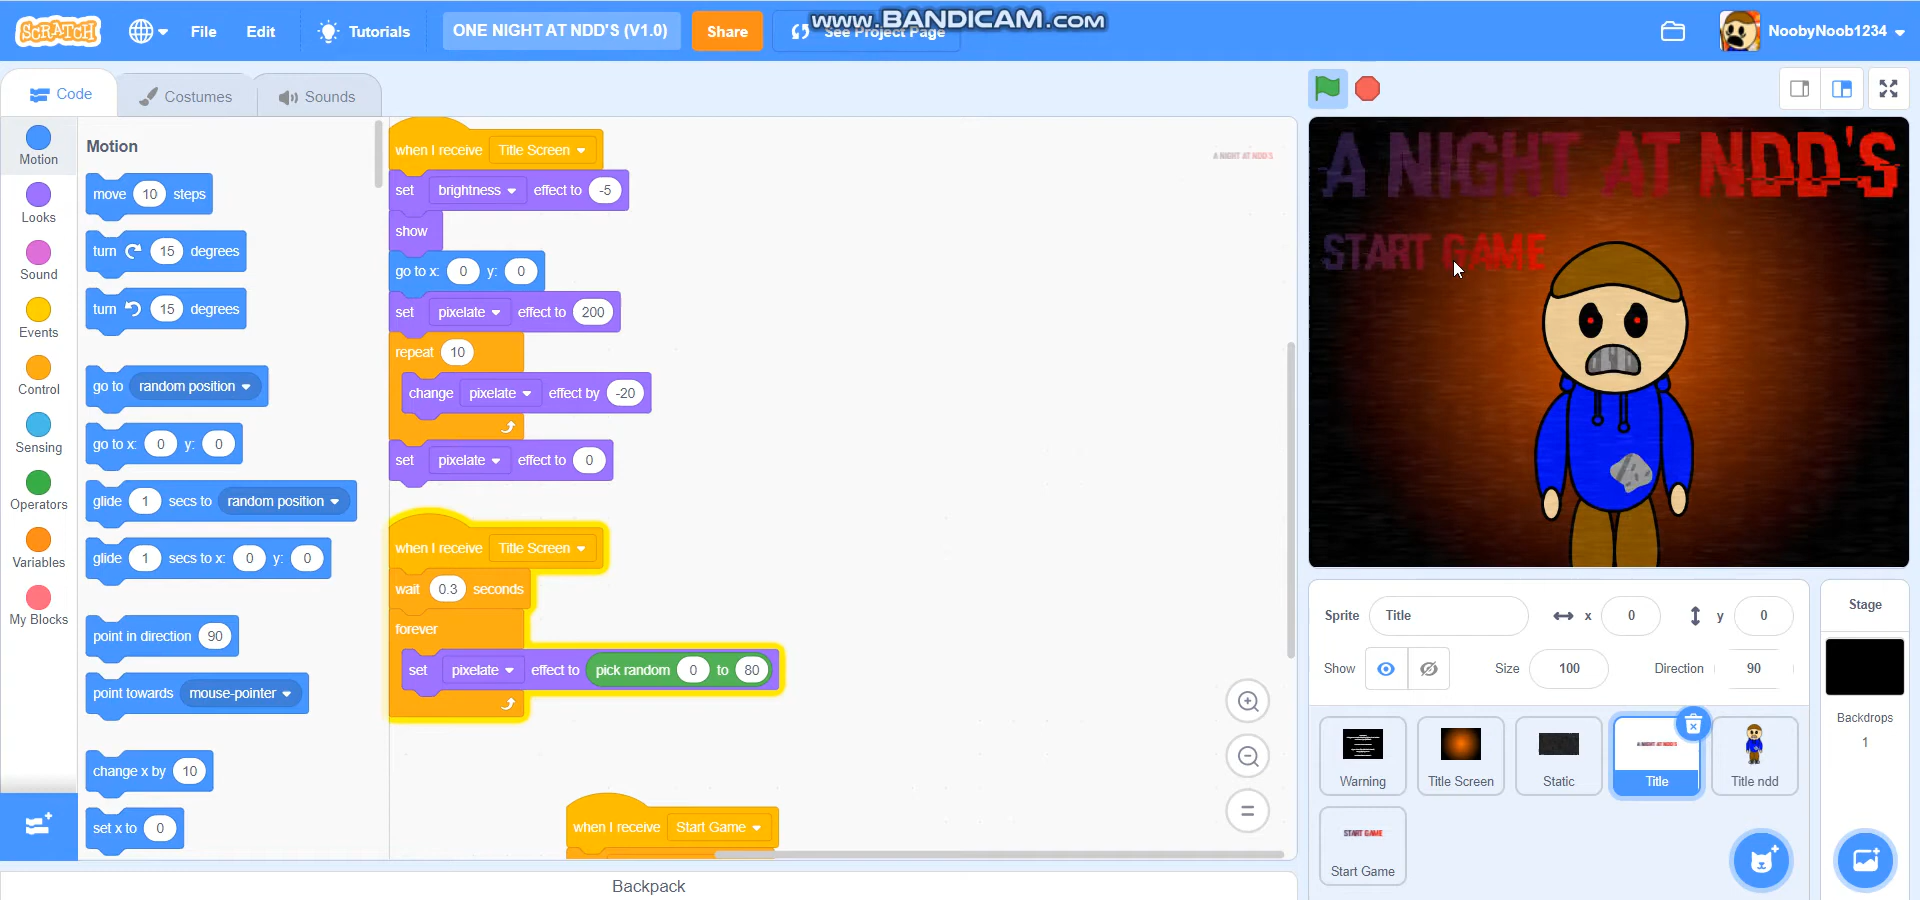 www.BANDICAM.com
SCRATCH
File
Edit
Tutorials
ONE NIGHT AT NDD'S (V1.0)
Share
See Project Page
NoobyNoob1234
Code
Costumes
Sounds
Motion
Looks
Sound
Events
Control
Sensing
Operators
Variables
My Blocks
Motion
move 10 steps
turn 15 degrees
turn 15 degrees
go to random position
go to x: 0 y: 0
glide 1 secs to random position
glide 1 secs to x: 0 y: 0
point in direction 90
point towards mouse-pointer
change x by 10
set x to 0
when I receive Title Screen
set brightness effect to -5
show
go to x: 0 y: 0
set pixelate effect to 200
repeat 10
change pixelate effect by -20
set pixelate effect to 0
when I receive Title Screen
wait 0.3 seconds
forever
set pixelate effect to pick random 0 to 80
when I receive Start Game
A NIGHT AT NDD'S
Backpack
A NIGHT AT NDD'S
START GAME
Sprite Title x 0 y 0
Show Size 100 Direction 90
Warning
Title Screen
Static
A NIGHT AT NDD'S
Title
Title ndd
START GAME
Start Game
Stage
Backdrops
1